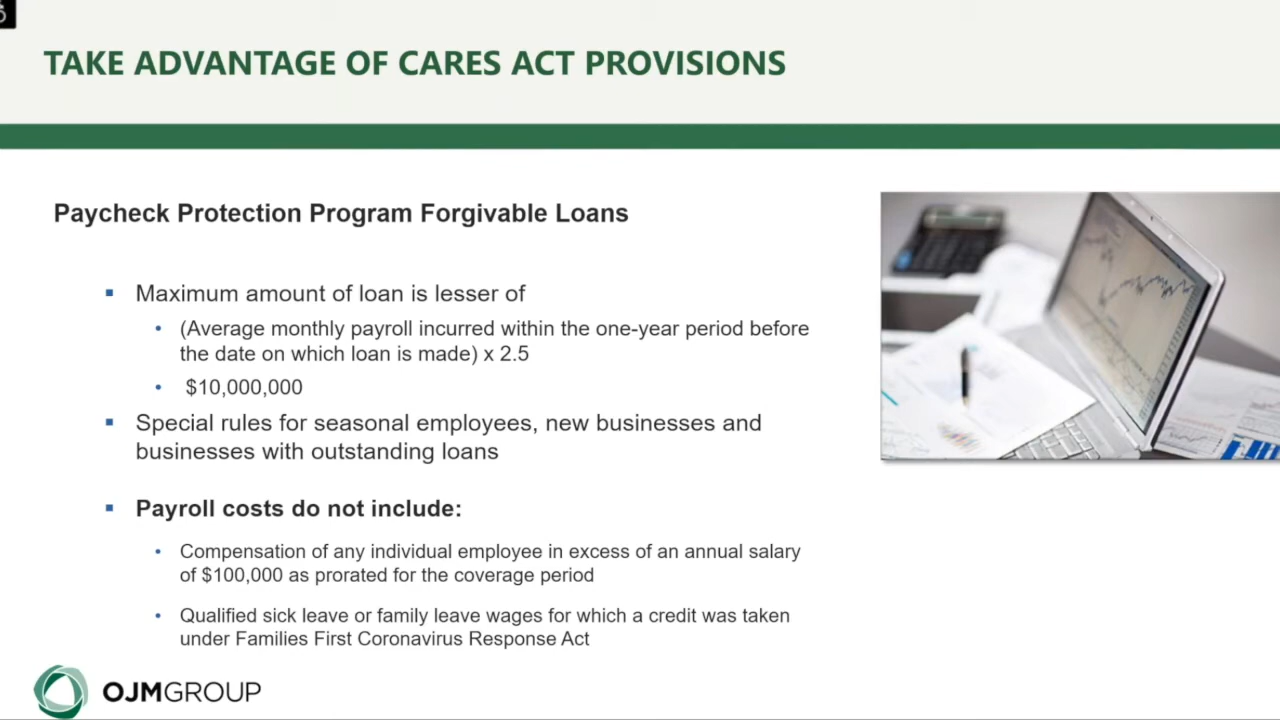 TAKE ADVANTAGE OF CARES ACT PROVISIONS
Paycheck Protection Program Forgivable Loans
Maximum amount of loan is lesser of
(Average monthly payroll incurred within the one-year period before
the date on which loan is made) x 2.5
$10,000,000
Special rules for seasonal employees, new businesses and
businesses with outstanding loans
Payroll costs do not include:
Compensation of any individual employee in excess of an annual salary
of $100,000 as prorated for the coverage period
Qualified sick leave or family leave wages for which a credit was taken
under Families First Coronavirus Response Act
OJMGROUP